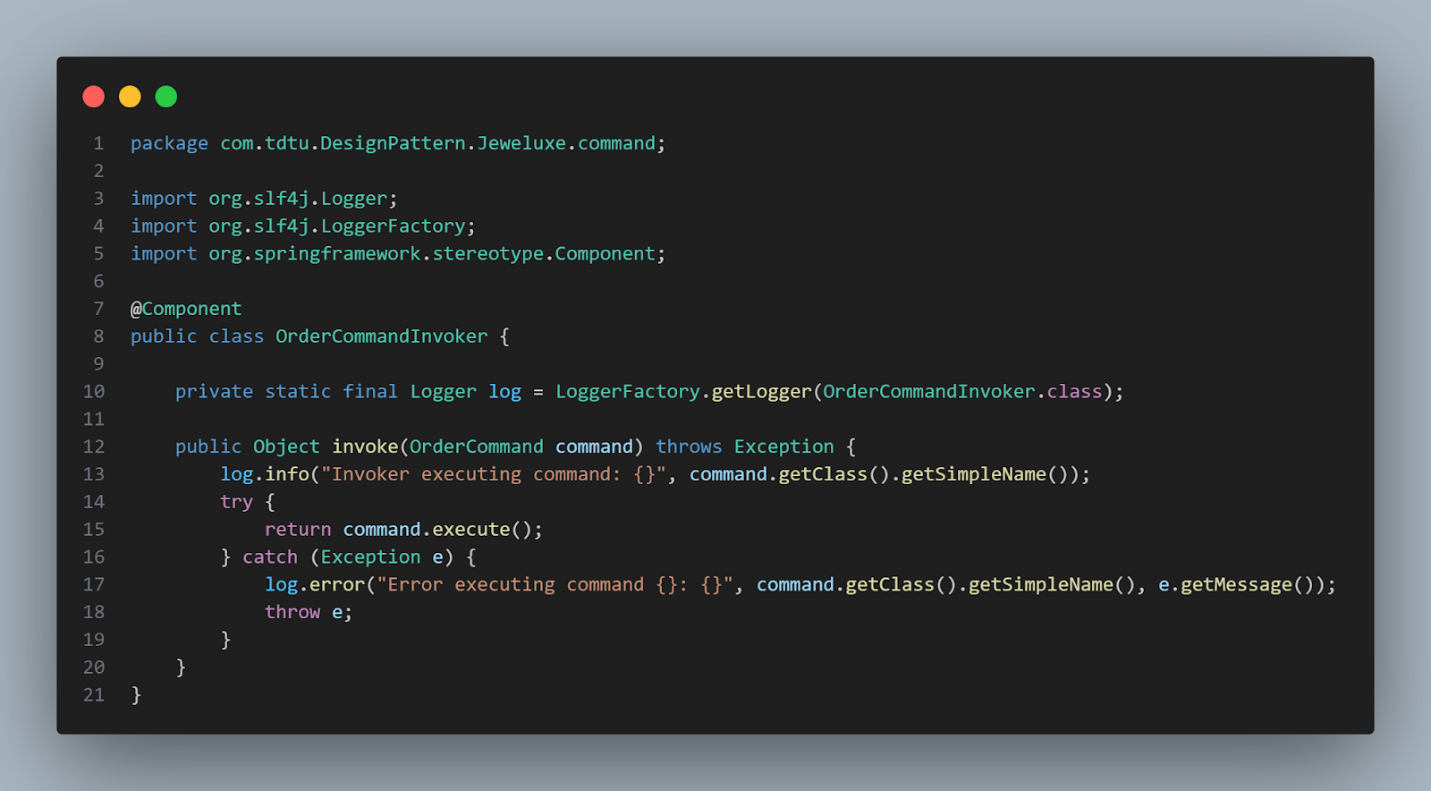 1 package com.tdtu.DesignPattern.Jeweluxe.command;
2
3 import org.slf4j.Logger;
4 import org.slf4j.LoggerFactory;
5 import org.springframework.stereotype.Component;
6
7 @Component
8 public class OrderCommandInvoker {
9
10     private static final Logger log = LoggerFactory.getLogger(OrderCommandInvoker.class);
11
12     public Object invoke(OrderCommand command) throws Exception {
13         log.info("Invoker executing command: {}", command.getClass().getSimpleName());
14         try {
15             return command.execute();
16         } catch (Exception e) {
17             log.error("Error executing command {}: {}", command.getClass().getSimpleName(), e.getMessage());
18             throw e;
19         }
20     }
21 }